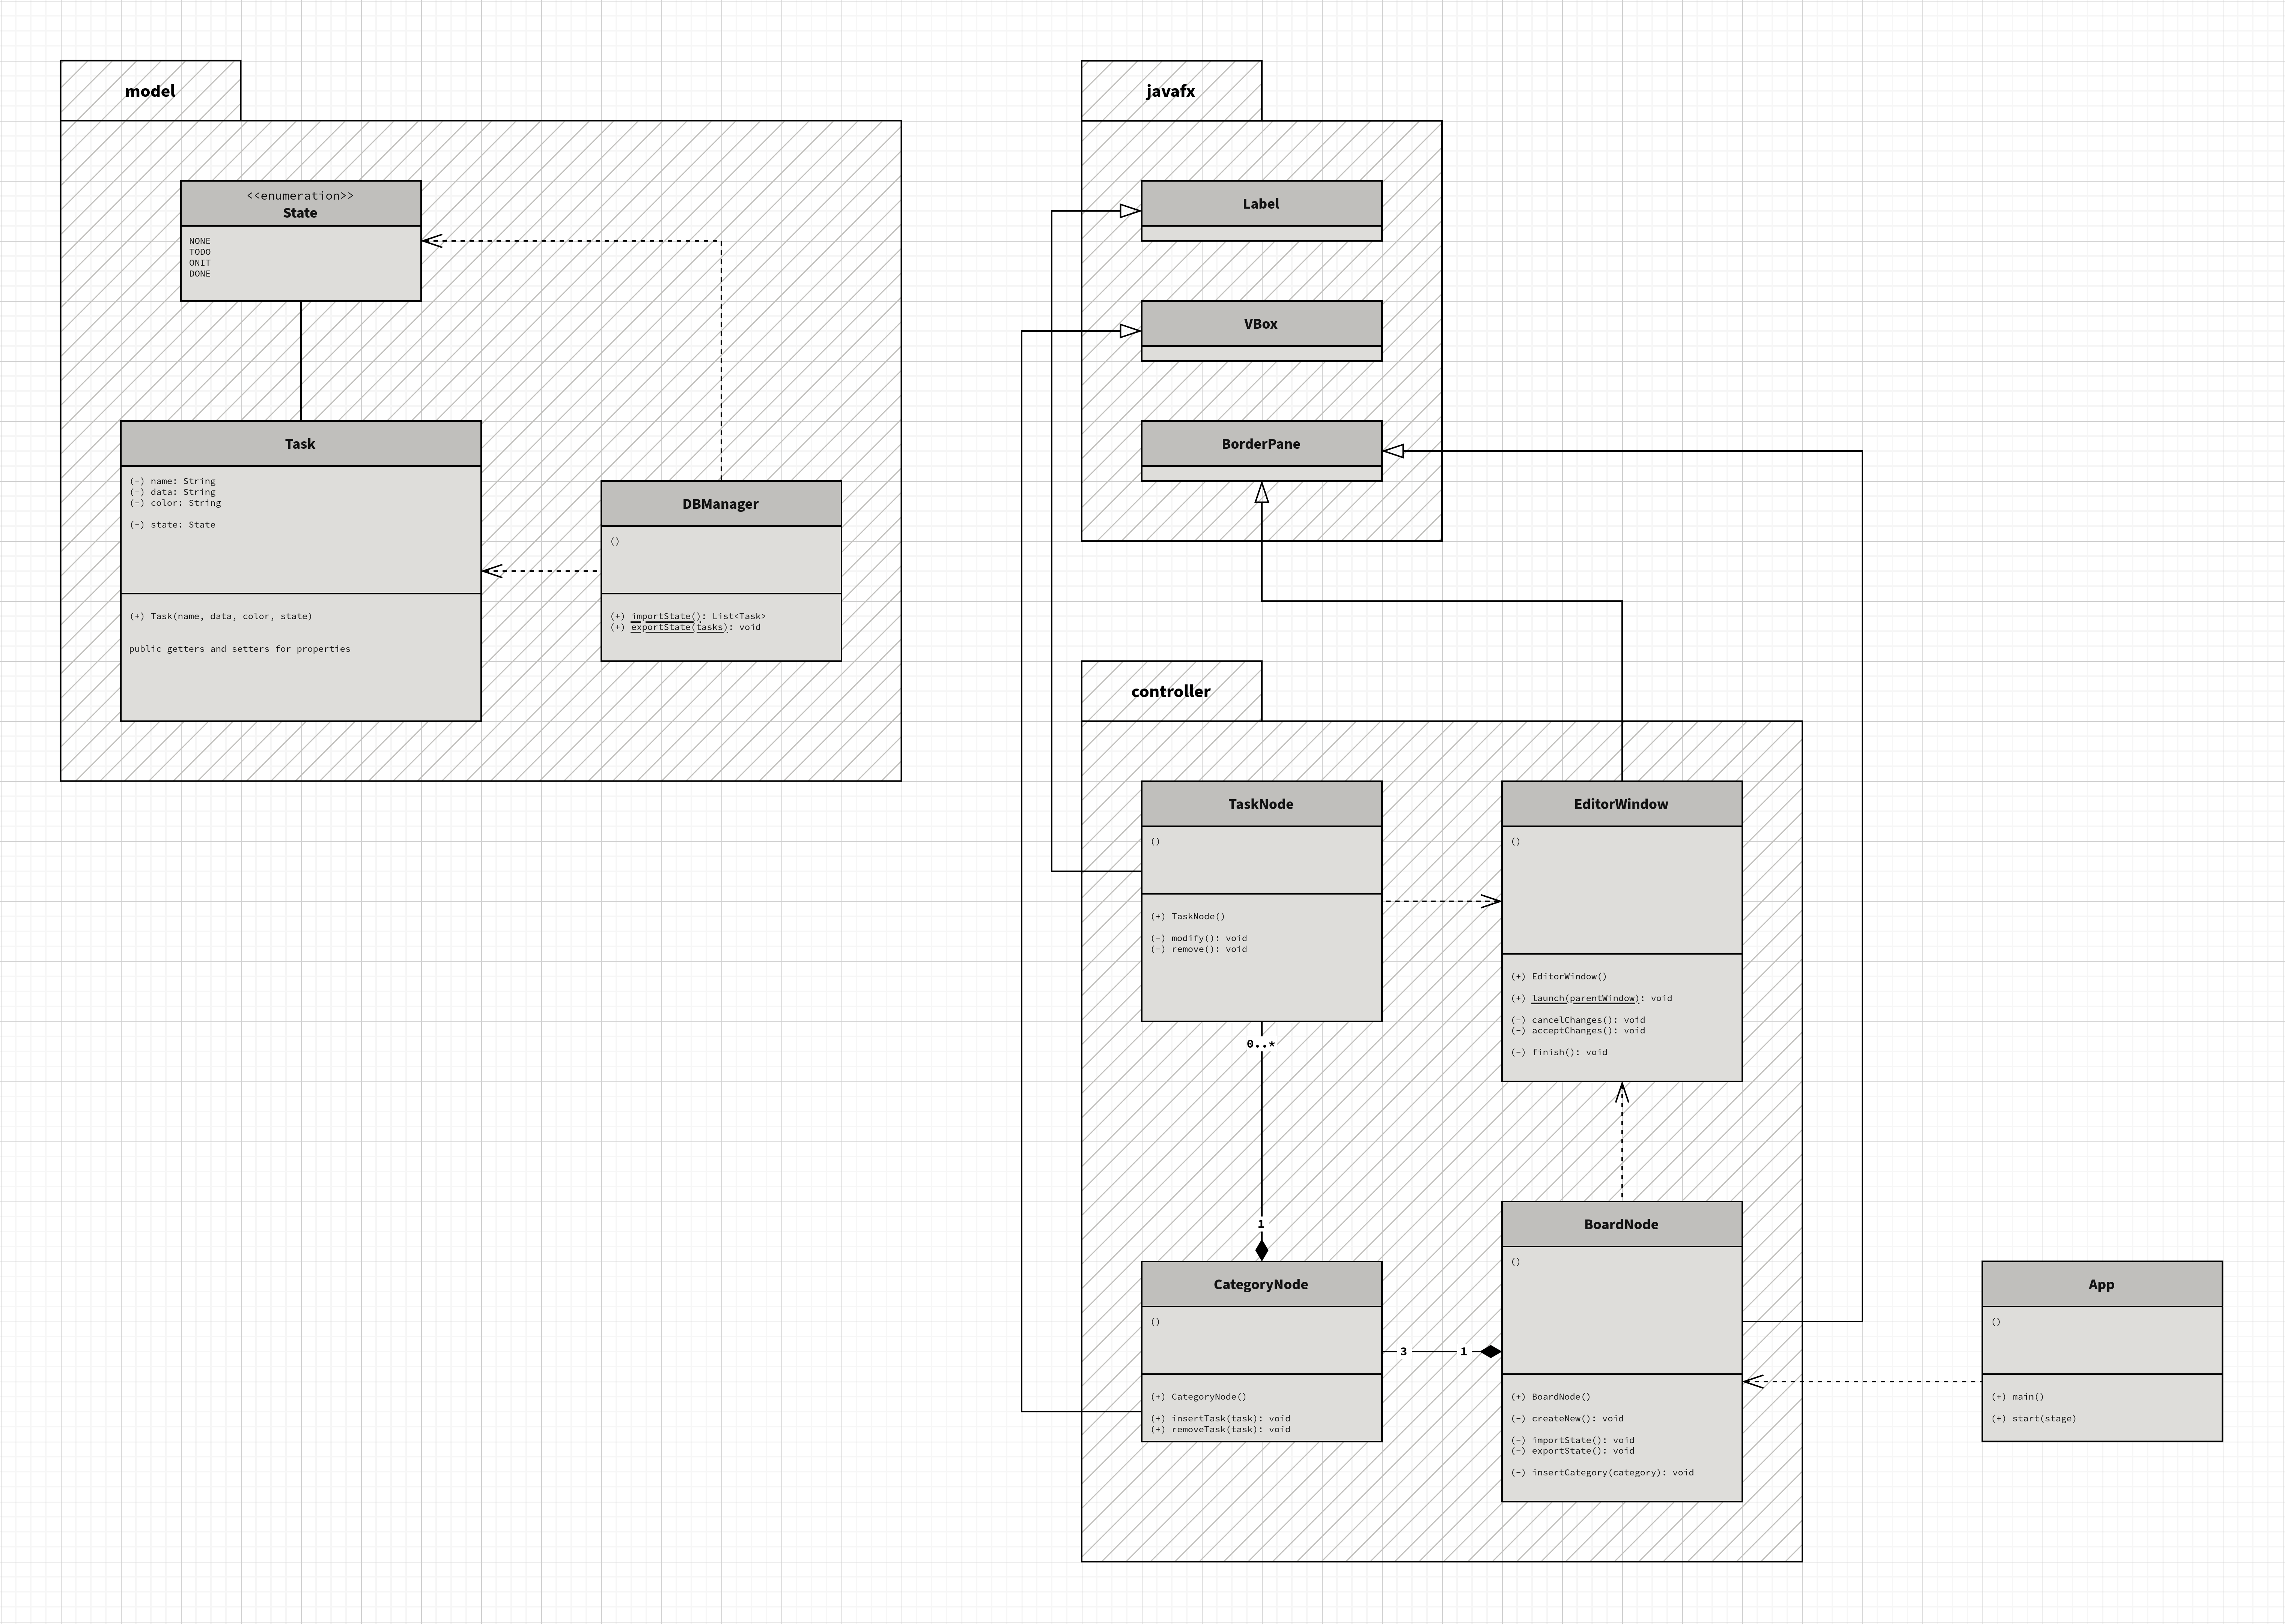 model
<<enumeration>>
State
NONE
TODO
ONIT
DONE
Task
(-) name: String
(-) data: String
(-) color: String
(-) state: State
(+) Task(name, data, color, state)
public getters and setters for properties
DBManager
()
(+) importState(): List<Task>
(+) exportState(tasks): void
javafx
Label
VBox
BorderPane
controller
TaskNode
()
(+) TaskNode()
(-) modify(): void
(-) remove(): void
EditorWindow
()
(+) EditorWindow()
(+) launch(parentWindow): void
(-) cancelChanges(): void
(-) acceptChanges(): void
(-) finish(): void
0..*
1
CategoryNode
()
(+) CategoryNode()
(+) insertTask(task): void
(+) removeTask(task): void
3
1
BoardNode
()
(+) BoardNode()
(-) createNew(): void
(-) importState(): void
(-) exportState(): void
(-) insertCategory(category): void
App
()
(+) main()
(+) start(stage)